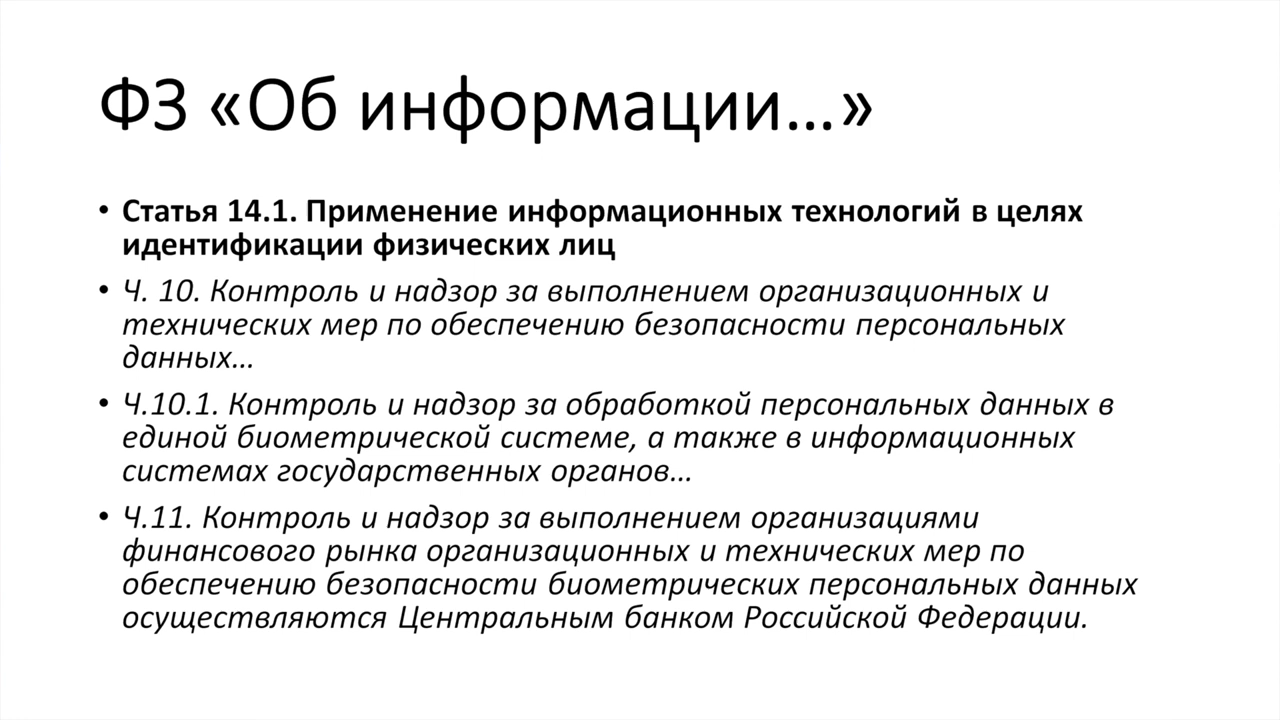 ФЗ «Об информации…»
• Статья 14.1. Применение информационных технологий в целях
идентификации физических лиц
• Ч. 10. Контроль и надзор за выполнением организационных и
технических мер по обеспечению безопасности персональных
данных…
• Ч.10.1. Контроль и надзор за обработкой персональных данных в
единой биометрической системе, а также в информационных
системах государственных органов…
• Ч.11. Контроль и надзор за выполнением организациями
финансового рынка организационных и технических мер по
обеспечению безопасности биометрических персональных данных
осуществляются Центральным банком Российской Федерации.